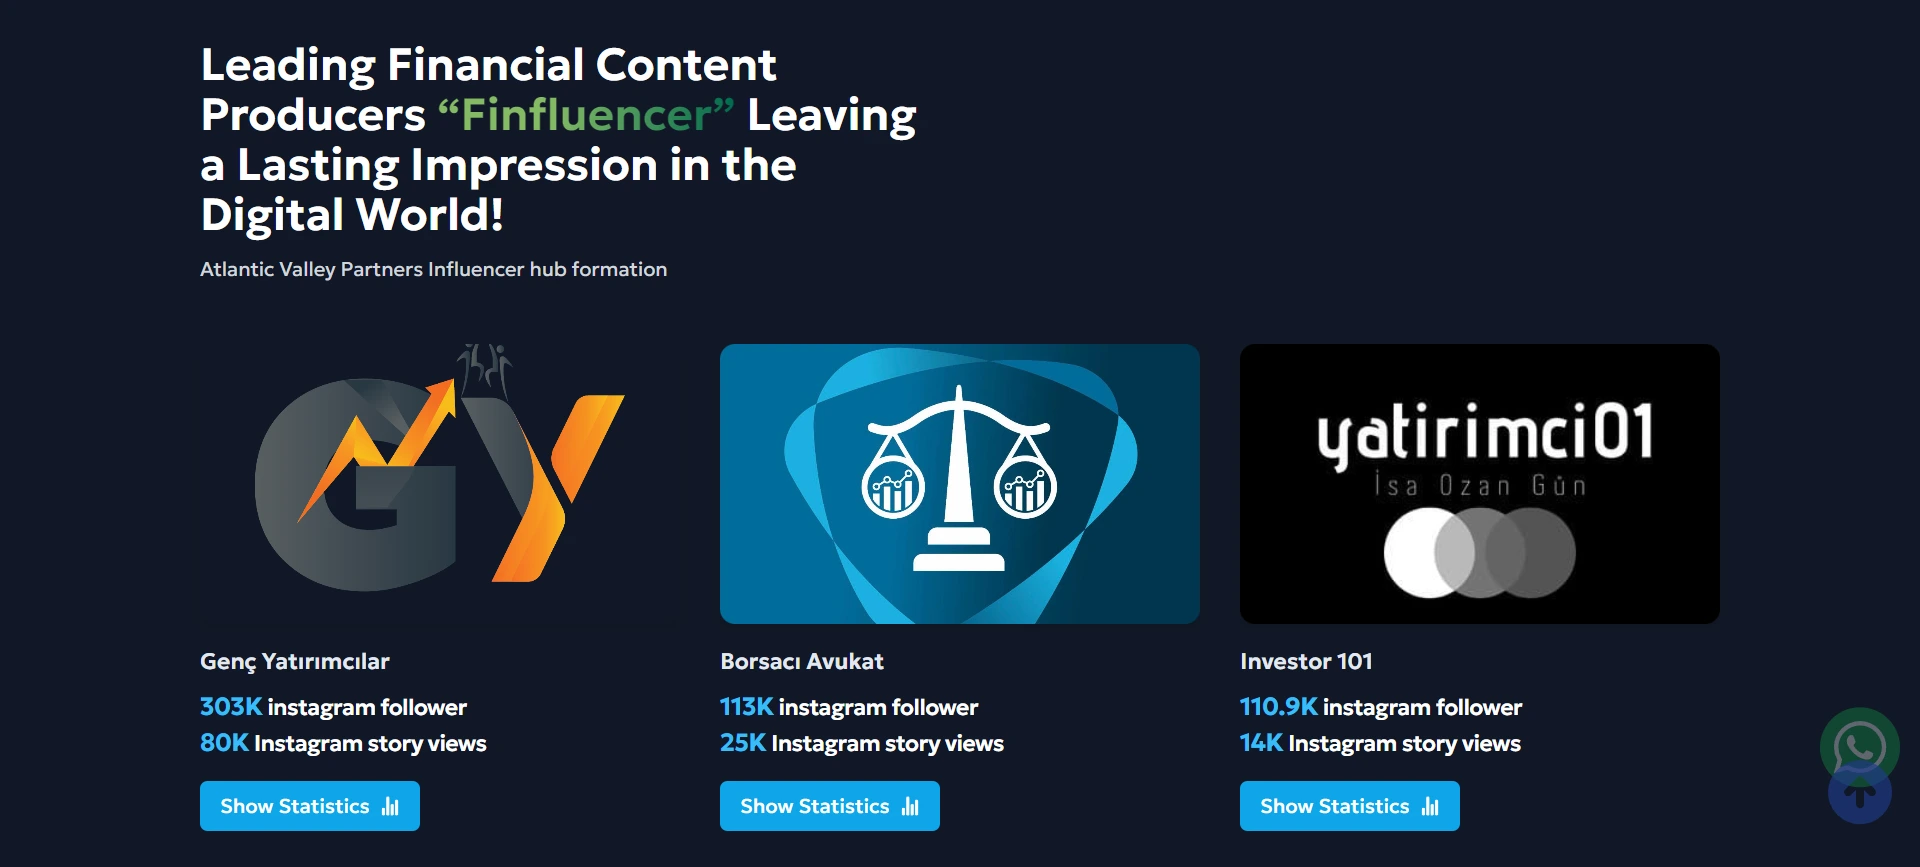 Leading Financial Content
Producers “Finfluencer” Leaving
a Lasting Impression in the
Digital World!
Atlantic Valley Partners Influencer hub formation
GY
yatirimci01
İsa Ozan Gün
Genç Yatırımcılar
303K instagram follower
80K Instagram story views
Show Statistics
Borsacı Avukat
113K instagram follower
25K Instagram story views
Show Statistics
Investor 101
110.9K instagram follower
14K Instagram story views
Show Statistics